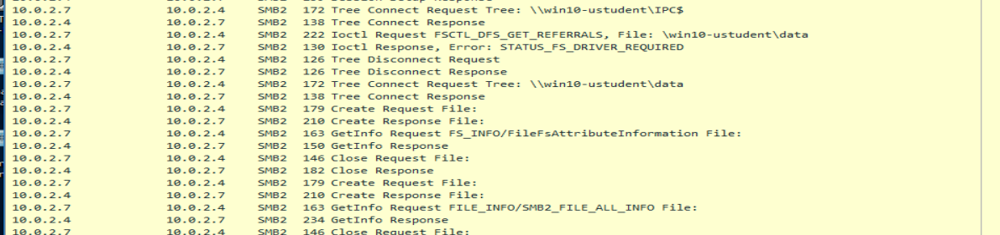 10.0.2.7 10.0.2.4 SMB2 172 Tree Connect Request Tree: \\win10-ustudent\IPC$
10.0.2.4 10.0.2.7 SMB2 138 Tree Connect Response
10.0.2.7 10.0.2.4 SMB2 222 Ioctl Request FSCTL_DFS_GET_REFERRALS, File: \win10-ustudent\data
10.0.2.4 10.0.2.7 SMB2 130 Ioctl Response, Error: STATUS_FS_DRIVER_REQUIRED
10.0.2.7 10.0.2.4 SMB2 126 Tree Disconnect Request
10.0.2.4 10.0.2.7 SMB2 126 Tree Disconnect Response
10.0.2.7 10.0.2.4 SMB2 172 Tree Connect Request Tree: \\win10-ustudent\data
10.0.2.4 10.0.2.7 SMB2 138 Tree Connect Response
10.0.2.7 10.0.2.4 SMB2 179 Create Request File:
10.0.2.4 10.0.2.7 SMB2 210 Create Response File:
10.0.2.7 10.0.2.4 SMB2 163 GetInfo Request FS_INFO/FileFsAttributeInformation File:
10.0.2.4 10.0.2.7 SMB2 150 GetInfo Response
10.0.2.7 10.0.2.4 SMB2 146 Close Request File:
10.0.2.4 10.0.2.7 SMB2 182 Close Response
10.0.2.7 10.0.2.4 SMB2 179 Create Request File:
10.0.2.4 10.0.2.7 SMB2 210 Create Response File:
10.0.2.7 10.0.2.4 SMB2 163 GetInfo Request FILE_INFO/SMB2_FILE_ALL_INFO File:
10.0.2.4 10.0.2.7 SMB2 234 GetInfo Response
10.0.2.7 10.0.2.4 SMB2 146 Close Request File: